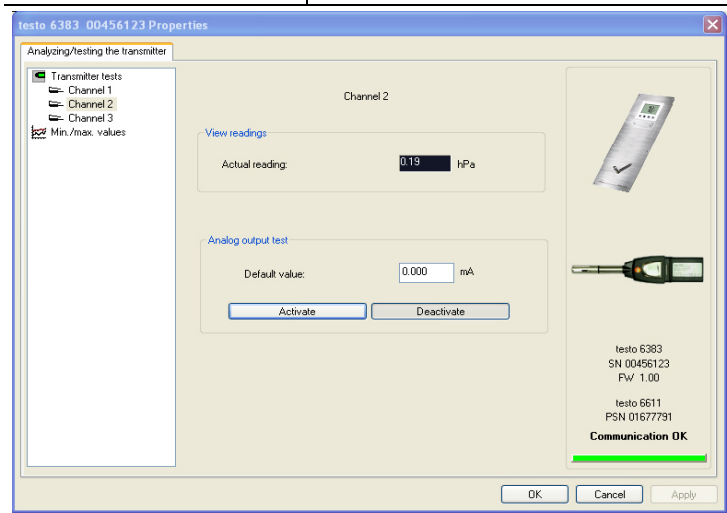 testo 6383 00456123 Properties
Analyzing/testing the transmitter
Transmitter tests
Channel 1
Channel 2
Channel 3
Min./max. values
Channel 2
View readings
Actual reading: 0.19 hPa
Analog output test
Default value: 0.000 mA
Activate Deactivate
testo 6383
SN 00456123
FW 1.00
testo 6611
PSN 01677791
Communication OK
OK Cancel Apply